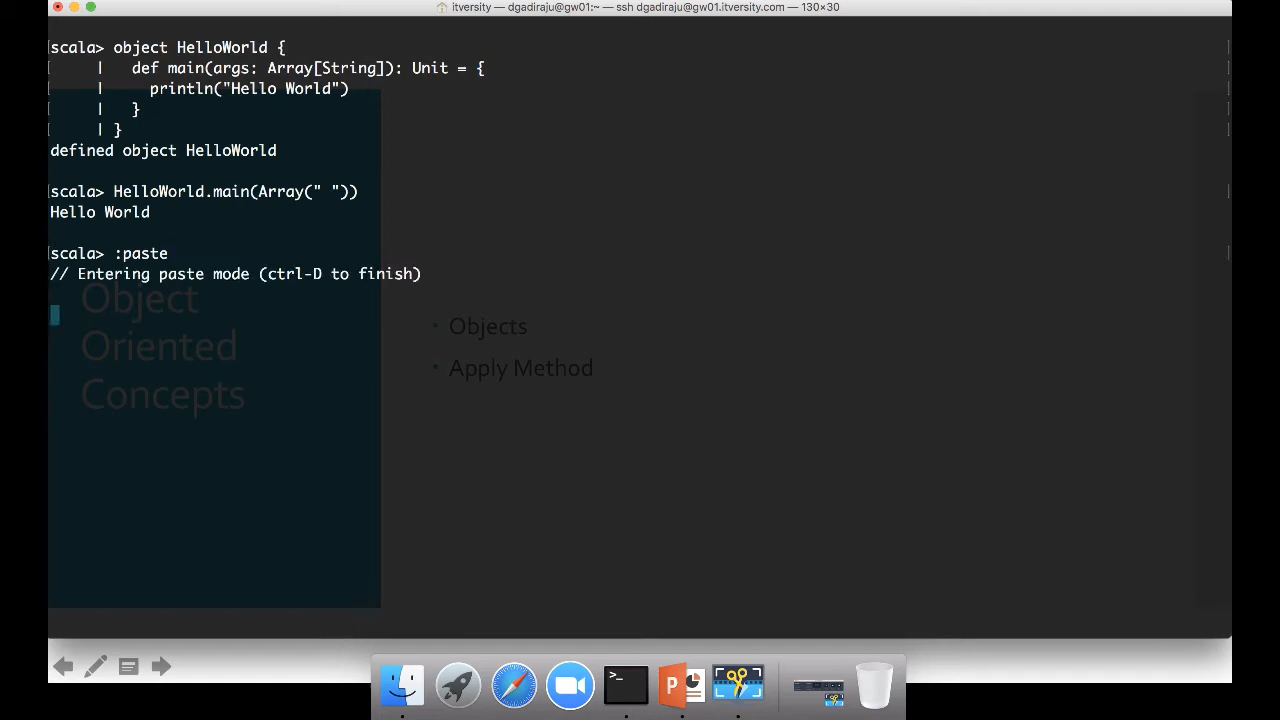 itversity — dgadiraju@gw01:~ — ssh dgadiraju@gw01.itversity.com — 130×30
scala> object HelloWorld {
     |   def main(args: Array[String]): Unit = {
     |     println("Hello World")
     |   }
     | }
defined object HelloWorld
scala> HelloWorld.main(Array(" "))
Hello World
scala> :paste
// Entering paste mode (ctrl-D to finish)
Object
Oriented
Concepts
• Objects
• Apply Method
>_
P